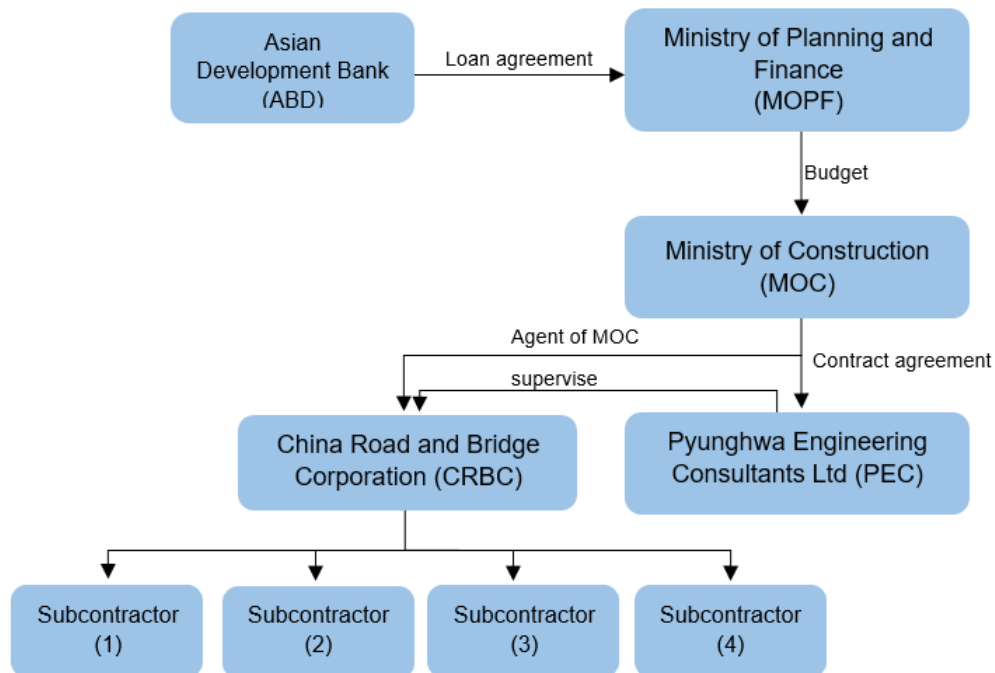 Asian
Development Bank
(ABD)
Loan agreement
Ministry of Planning and
Finance
(MOPF)
Budget
Ministry of Construction
(MOC)
Agent of MOC
Contract agreement
supervise
China Road and Bridge
Corporation (CRBC)
Pyunghwa Engineering
Consultants Ltd (PEC)
Subcontractor
(1)
Subcontractor
(2)
Subcontractor
(3)
Subcontractor
(4)